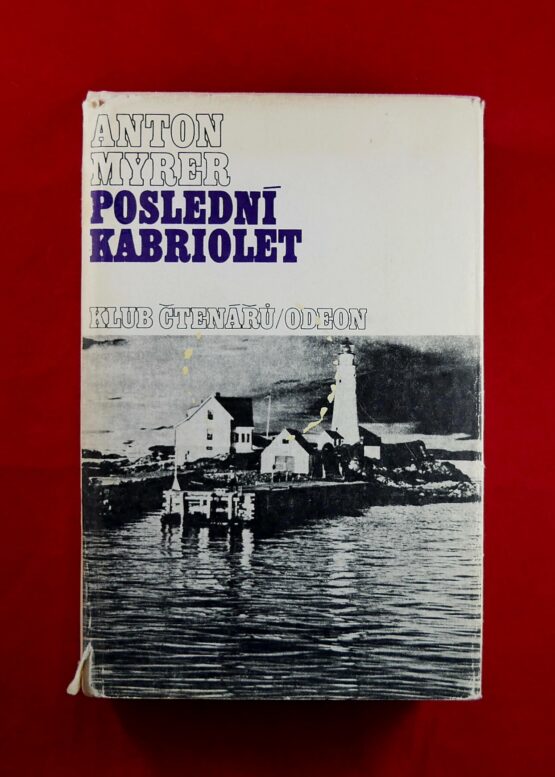 ANTON
MYRER
POSLEDNÍ
KABRIOLET
KLUB ČTENÁŘŮ/ODEON